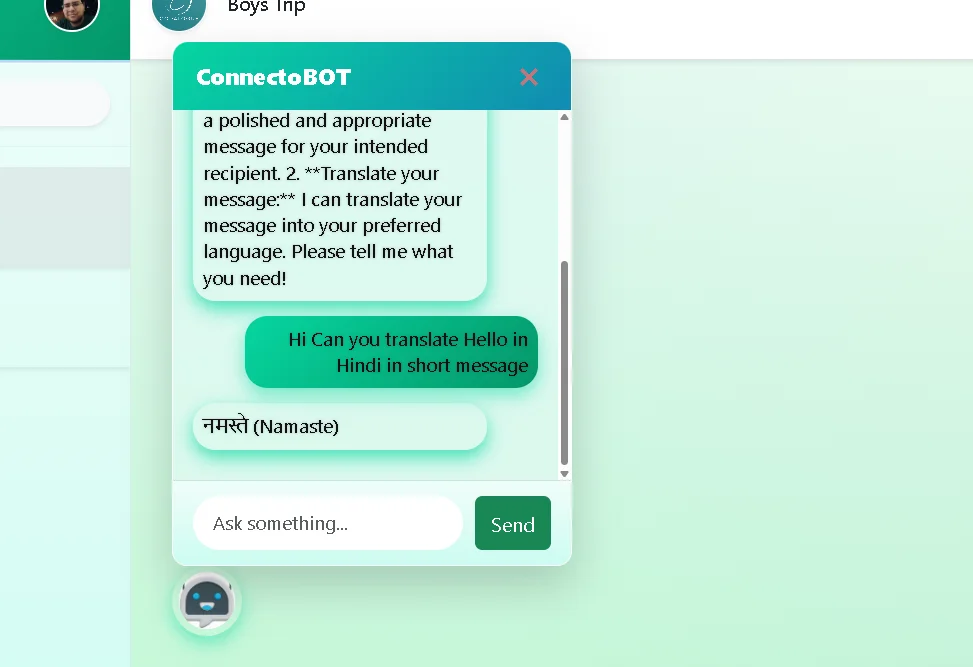 Boys Trip
ConnectoBOT
a polished and appropriate
message for your intended
recipient. 2. **Translate your
message:** I can translate your
message into your preferred
language. Please tell me what
you need!
Hi Can you translate Hello in
Hindi in short message
नमस्ते (Namaste)
Ask something...
Send